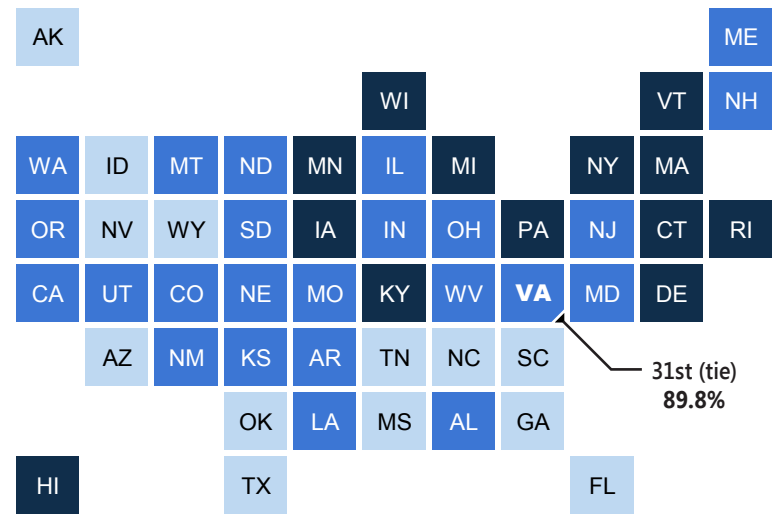 AK ME
WI VT NH
WA ID MT ND MN IL MI NY MA
OR NV WY SD IA IN OH PA NJ CT RI
CA UT CO NE MO KY WV VA MD DE
AZ NM KS AR TN NC SC
31st (tie)
89.8%
OK LA MS AL GA
HI TX FL